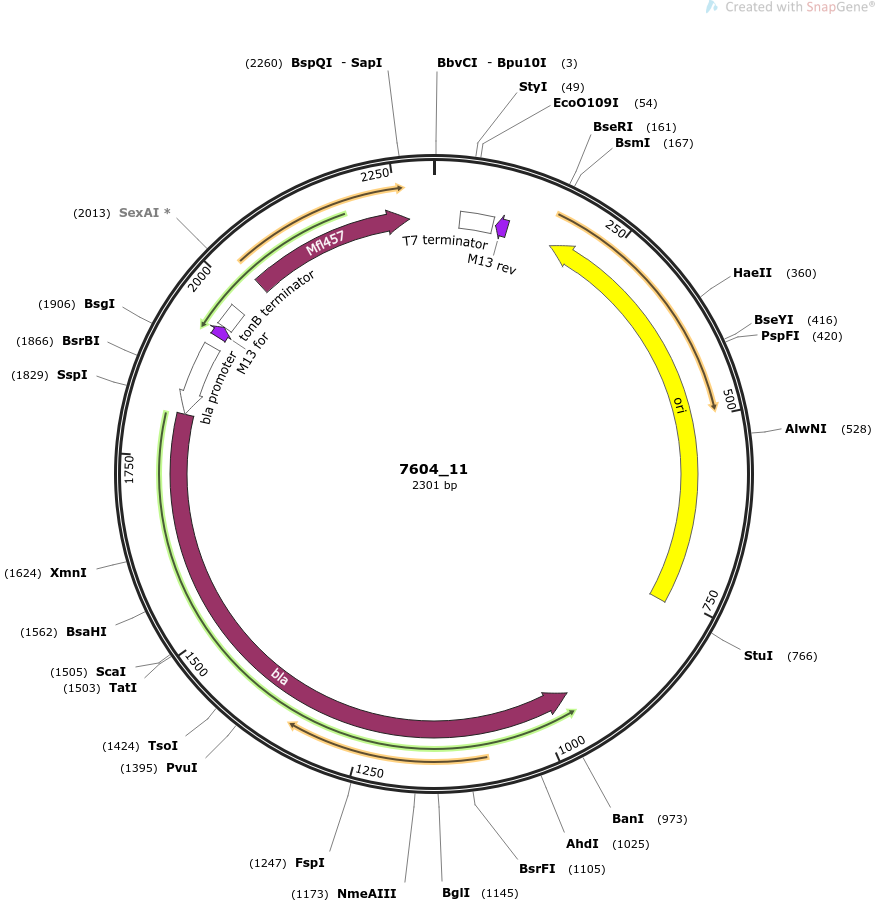 Created with SnapGene®
(2260) BspQI - SapI
BbvCI - Bpu10I (3)
StyI (49)
EcoO109I (54)
BseRI (161)
BsmI (167)
2250
250
(2013) SexAI *
Mfl457
T7 terminator
M13 rev
2000
tonB terminator
HaeII (360)
(1906) BsgI
BseYI (416)
(1866) BsrBI
M13 for
PspFI (420)
(1829) SspI
bla promoter
500
ori
AlwNI (528)
1750
7604_11
2301 bp
(1624) XmnI
750
(1562) BsaHI
StuI (766)
(1505) ScaI
1500
bla
(1503) TatI
(1424) TsoI
1000
(1395) PvuI
1250
BanI (973)
AhdI (1025)
(1247) FspI
BsrFI (1105)
(1173) NmeAIII
BglI (1145)